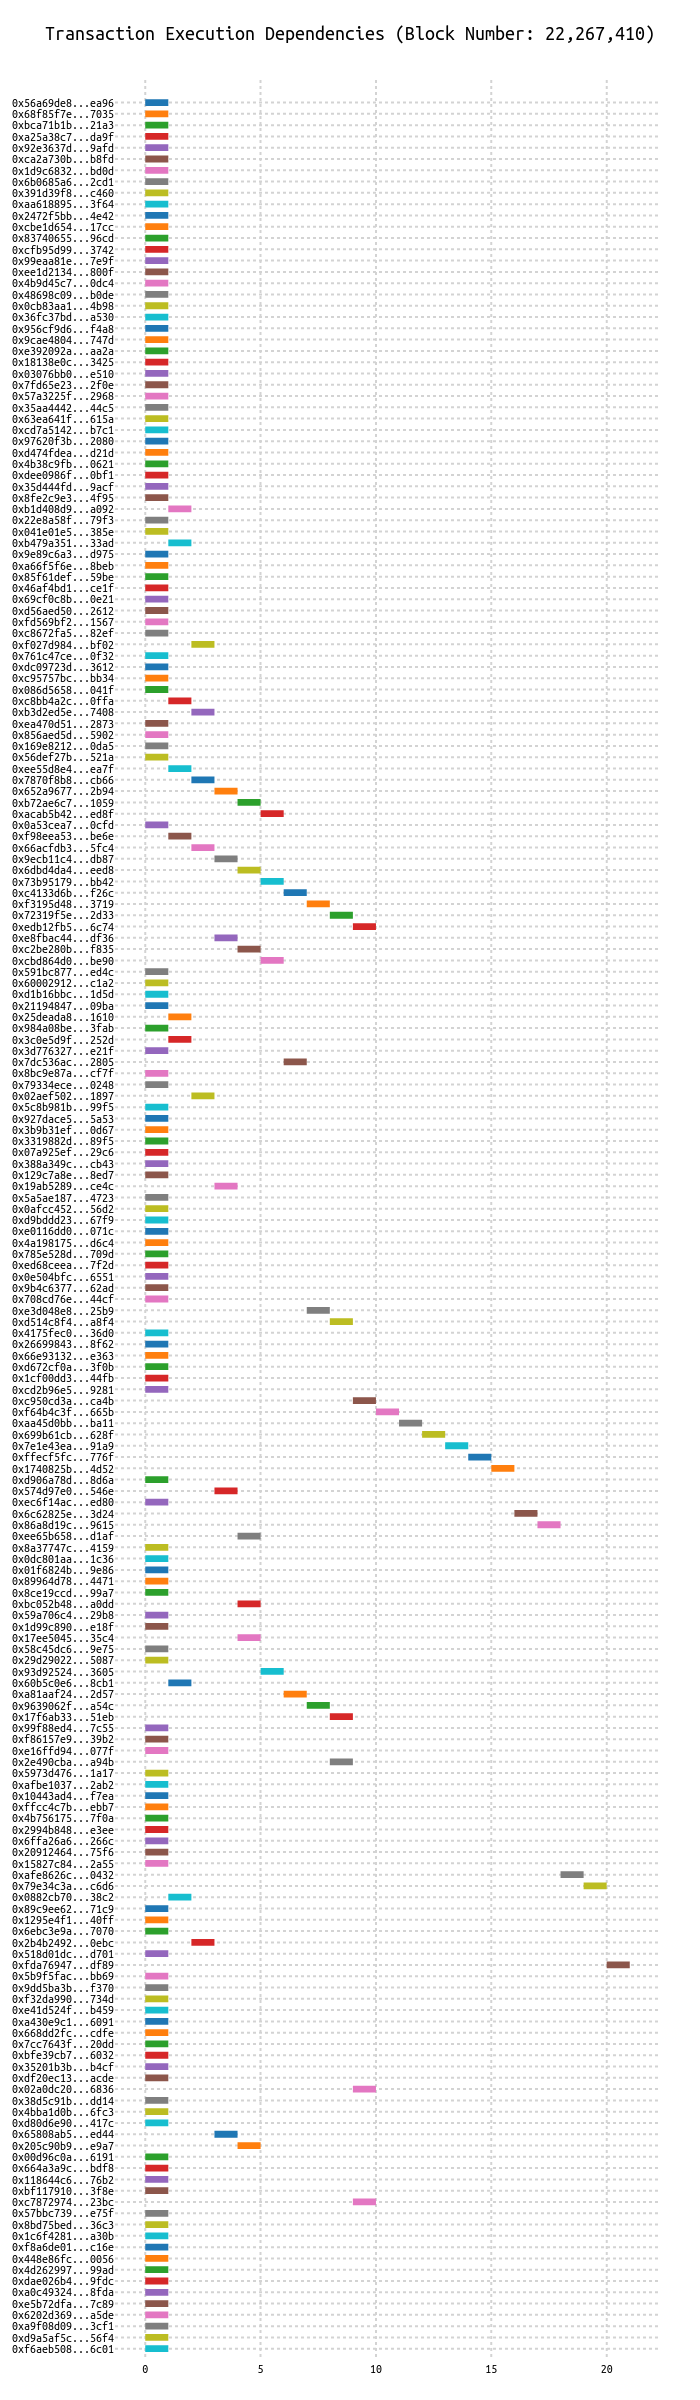 Transaction Execution Dependencies (Block Number: 22,267,410)
0x56a69de8...ea96
0x68f85f7e...7035
0xbca71b1b...21a3
0xa25a38c7...da9f
0x92e3637d...9afd
0xca2a730b...b8fd
0x1d9c6832...bd0d
0x6b0685a6...2cd1
0x391d39f8...c460
0xaa618895...3f64
0x2472f5bb...4e42
0xcbe1d654...17cc
0x83740655...96cd
0xcfb95d99...3742
0x99eaa81e...7e9f
0xee1d2134...800f
0x4b9d45c7...0dc4
0x48698c09...b0de
0x0cb83aa1...4b98
0x36fc37bd...a530
0x956cf9d6...f4a8
0x9cae4804...747d
0xe392092a...aa2a
0x18138e0c...3425
0x03076bb0...e510
0x7fd65e23...2f0e
0x57a3225f...2968
0x35aa4442...44c5
0x63ea641f...615a
0xcd7a5142...b7c1
0x97620f3b...2080
0xd474fdea...d21d
0x4b38c9fb...0621
0xdee0986f...0bf1
0x35d444fd...9acf
0x8fe2c9e3...4f95
0xb1d408d9...a092
0x22e8a58f...79f3
0x041e01e5...385e
0xb479a351...33ad
0x9e89c6a3...d975
0xa66f5f6e...8beb
0x85f61def...59be
0x46af4bd1...ce1f
0x69cf0c8b...0e21
0xd56aed50...2612
0xfd569bf2...1567
0xc8672fa5...82ef
0xf027d984...bf02
0x761c47ce...0f32
0xdc09723d...3612
0xc95757bc...bb34
0x086d5658...041f
0xc8bb4a2c...0ffa
0xb3d2ed5e...7408
0xea470d51...2873
0x856aed5d...5902
0x169e8212...0da5
0x56def27b...521a
0xee55d8e4...ea7f
0x7870f8b8...cb66
0x652a9677...2b94
0xb72ae6c7...1059
0xacab5b42...ed8f
0x0a53cea7...0cfd
0xf98eea53...be6e
0x66acfdb3...5fc4
0x9ecb11c4...db87
0x6dbd4da4...eed8
0x73b95179...bb42
0xc4133d6b...f26c
0xf3195d48...3719
0x72319f5e...2d33
0xedb12fb5...6c74
0xe8fbac44...df36
0xc2be280b...f835
0xcbd864d0...be90
0x591bc877...ed4c
0x60002912...c1a2
0xd1b16bbc...1d5d
0x21194847...09ba
0x25deada8...1610
0x984a08be...3fab
0x3c0e5d9f...252d
0x3d776327...e21f
0x7dc536ac...2805
0x8bc9e87a...cf7f
0x79334ece...0248
0x02aef502...1897
0x5c8b981b...99f5
0x927dace5...5a53
0x3b9b31ef...0d67
0x3319882d...89f5
0x07a925ef...29c6
0x388a349c...cb43
0x129c7a8e...8ed7
0x19ab5289...ce4c
0x5a5ae187...4723
0x0afcc452...56d2
0xd9bddd23...67f9
0xe0116dd0...071c
0x4a198175...d6c4
0x785e528d...709d
0xed68ceea...7f2d
0x0e504bfc...6551
0x9b4c6377...62ad
0x708cd76e...44cf
0xe3d048e8...25b9
0xd514c8f4...a8f4
0x4175fec0...36d0
0x26699843...8f62
0x66e93132...e363
0xd672cf0a...3f0b
0x1cf00dd3...44fb
0xcd2b96e5...9281
0xc950cd3a...ca4b
0xf64b4c3f...665b
0xaa45d0bb...ba11
0x699b61cb...628f
0x7e1e43ea...91a9
0xffecf5fc...776f
0x1740825b...4d52
0xd906a78d...8d6a
0x574d97e0...546e
0xec6f14ac...ed80
0x6c62825e...3d24
0x86a8d19c...9615
0xee65b658...d1af
0x8a37747c...4159
0x0dc801aa...1c36
0x01f6824b...9e86
0x89964d78...4471
0x8ce19ccd...99a7
0xbc052b48...a0dd
0x59a706c4...29b8
0x1d99c890...e18f
0x17ee5045...35c4
0x58c45dc6...9e75
0x29d29022...5087
0x93d92524...3605
0x60b5c0e6...8cb1
0xa81aaf24...2d57
0x9639062f...a54c
0x17f6ab33...51eb
0x99f88ed4...7c55
0xf86157e9...39b2
0xe16ffd94...077f
0x2e490cba...a94b
0x5973d476...1a17
0xafbe1037...2ab2
0x10443ad4...f7ea
0xffcc4c7b...ebb7
0x4b756175...7f0a
0x2994b848...e3ee
0x6ffa26a6...266c
0x20912464...75f6
0x15827c84...2a55
0xafe8626c...0432
0x79e34c3a...c6d6
0x0882cb70...38c2
0x89c9ee62...71c9
0x1295e4f1...40ff
0x6ebc3e9a...7070
0x2b4b2492...0ebc
0x518d01dc...d701
0xfda76947...df89
0x5b9f5fac...bb69
0x9dd5ba3b...f370
0xf32da990...734d
0xe41d524f...b459
0xa430e9c1...6091
0x668dd2fc...cdfe
0x7cc7643f...20dd
0xbfe39cb7...6032
0x35201b3b...b4cf
0xdf20ec13...acde
0x02a0dc20...6836
0x38d5c91b...dd14
0x4bba1d0b...6fc3
0xd80d6e90...417c
0x65808ab5...ed44
0x205c90b9...e9a7
0x00d96c0a...6191
0x664a3a9c...bdf8
0x118644c6...76b2
0xbf117910...3f8e
0xc7872974...23bc
0x57bbc739...e75f
0x8bd75bed...36c3
0x1c6f4281...a30b
0xf8a6de01...c16e
0x448e86fc...0056
0x4d262997...99ad
0xdae026b4...9fdc
0xa0c49324...8fda
0xe5b72dfa...7c89
0x6202d369...a5de
0xa9f08d09...3cf1
0xd9a5af5c...56f4
0xf6aeb508...6c01
0 5 10 15 20